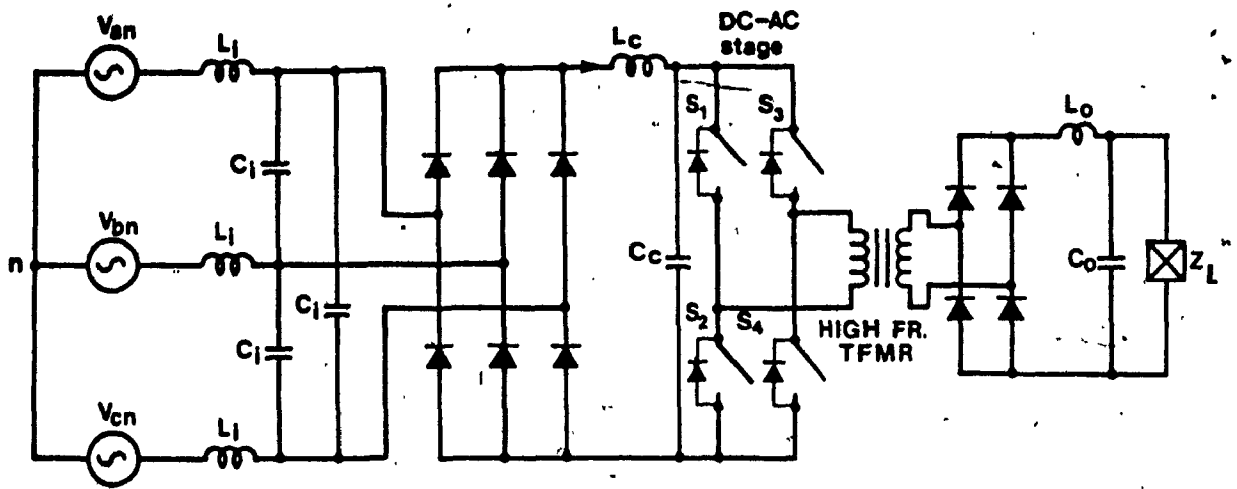 Van
Li
Lc
DC-AC
stage
S1
S3
Lo
Ci
Vbn
Li
n
Cc
Co
ZL
Ci
Ci
S2
S4
HIGH FR.
TFMR
Vcn
Li